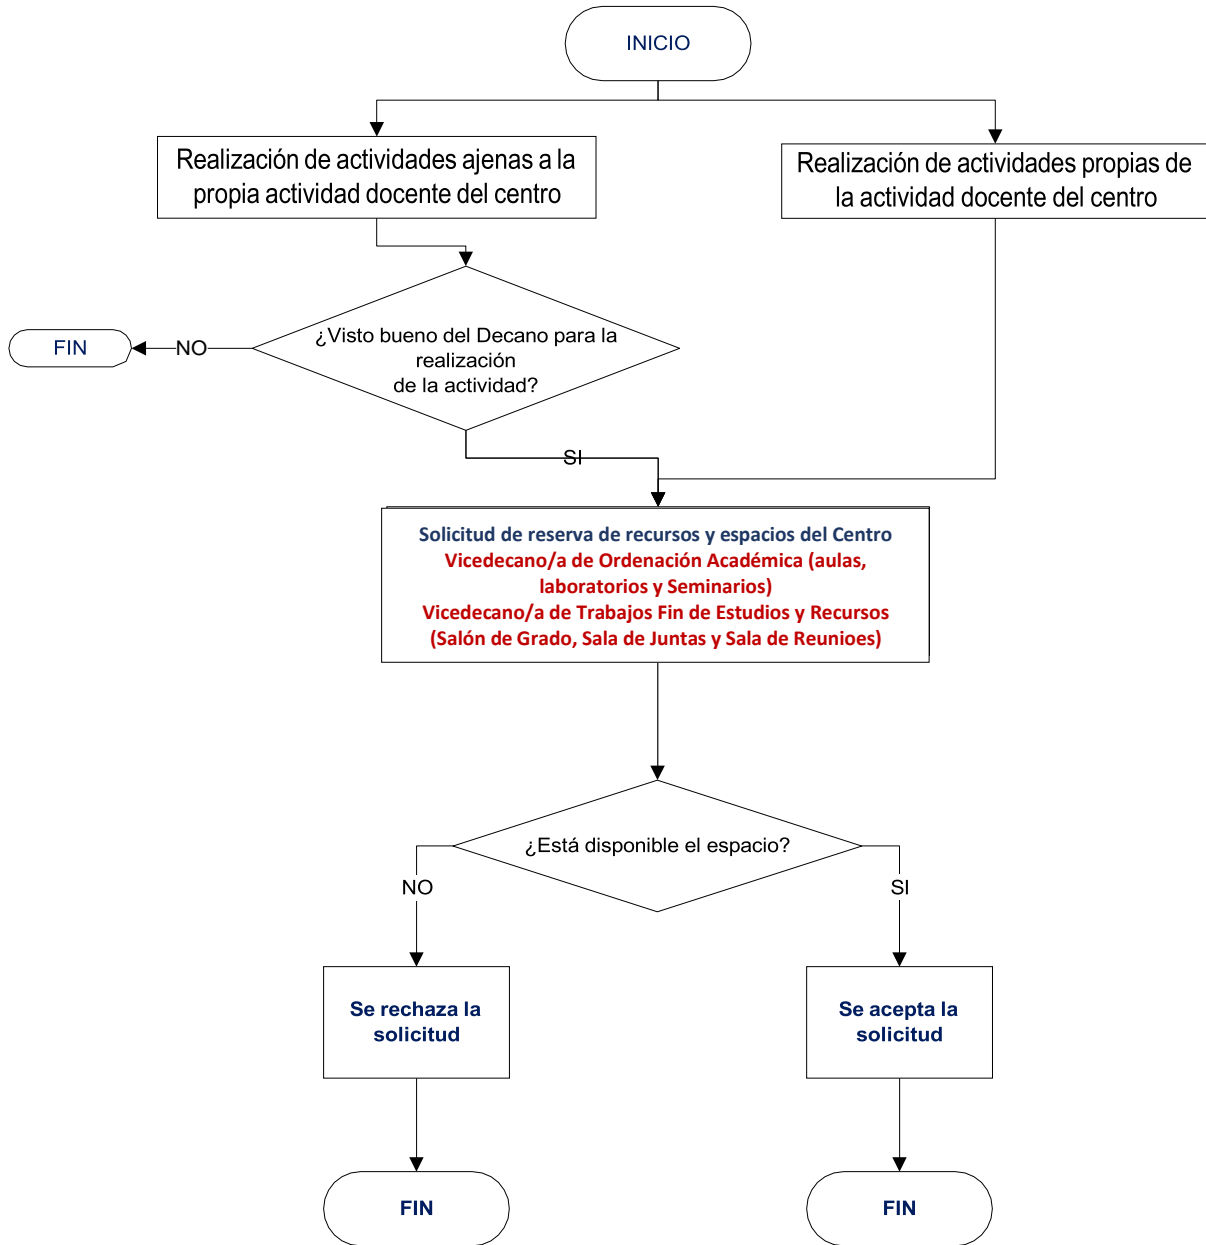 INICIO
Realización de actividades ajenas a la
propia actividad docente del centro
Realización de actividades propias de
la actividad docente del centro
¿Visto bueno del Decano para la
realización
de la actividad?
NO
FIN
SI
Solicitud de reserva de recursos y espacios del Centro
Vicedecano/a de Ordenación Académica (aulas,
laboratorios y Seminarios)
Vicedecano/a de Trabajos Fin de Estudios y Recursos
(Salón de Grado, Sala de Juntas y Sala de Reunioes)
¿Está disponible el espacio?
NO
SI
Se rechaza la
solicitud
Se acepta la
solicitud
FIN
FIN